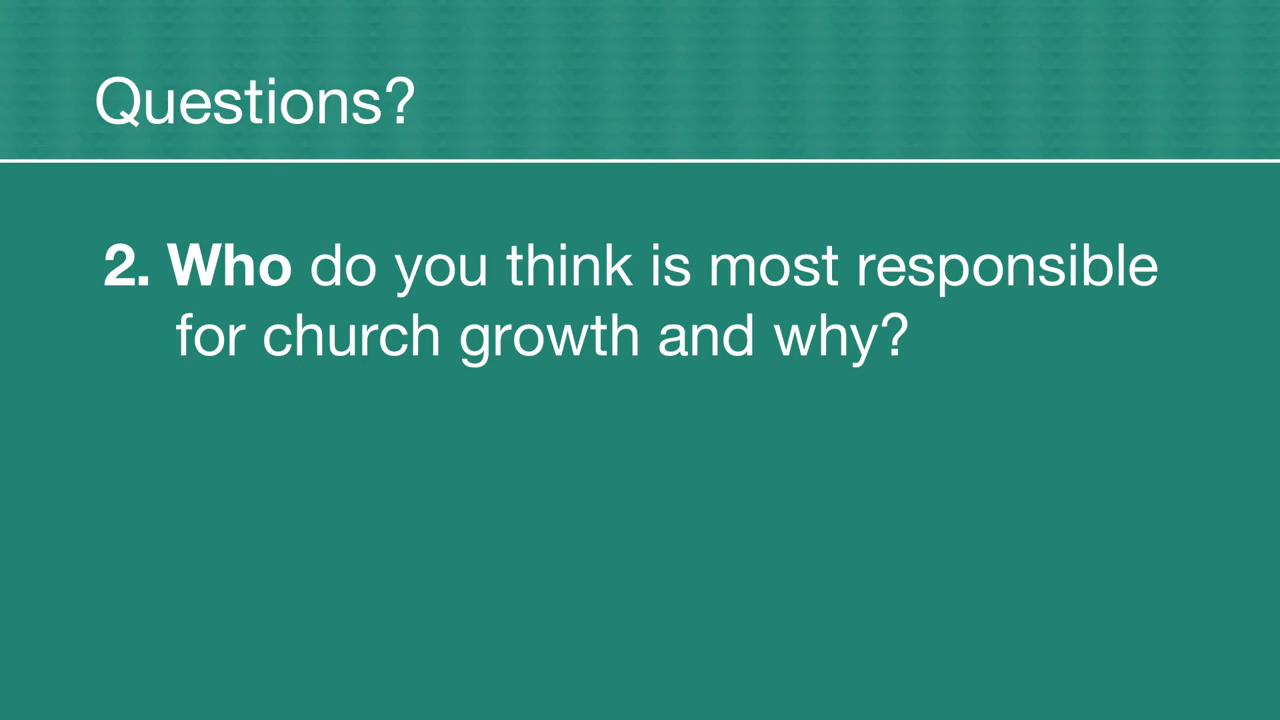 Questions?
2. Who do you think is most responsible
for church growth and why?